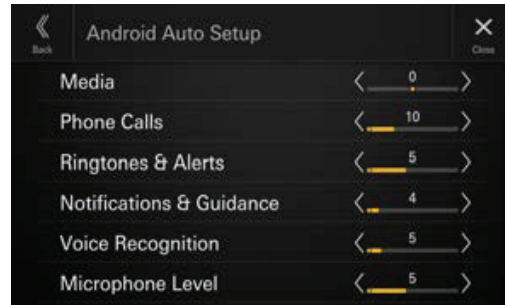 Back
Android Auto Setup
Close
Media 0
Phone Calls 10
Ringtones & Alerts 5
Notifications & Guidance 4
Voice Recognition 5
Microphone Level 5